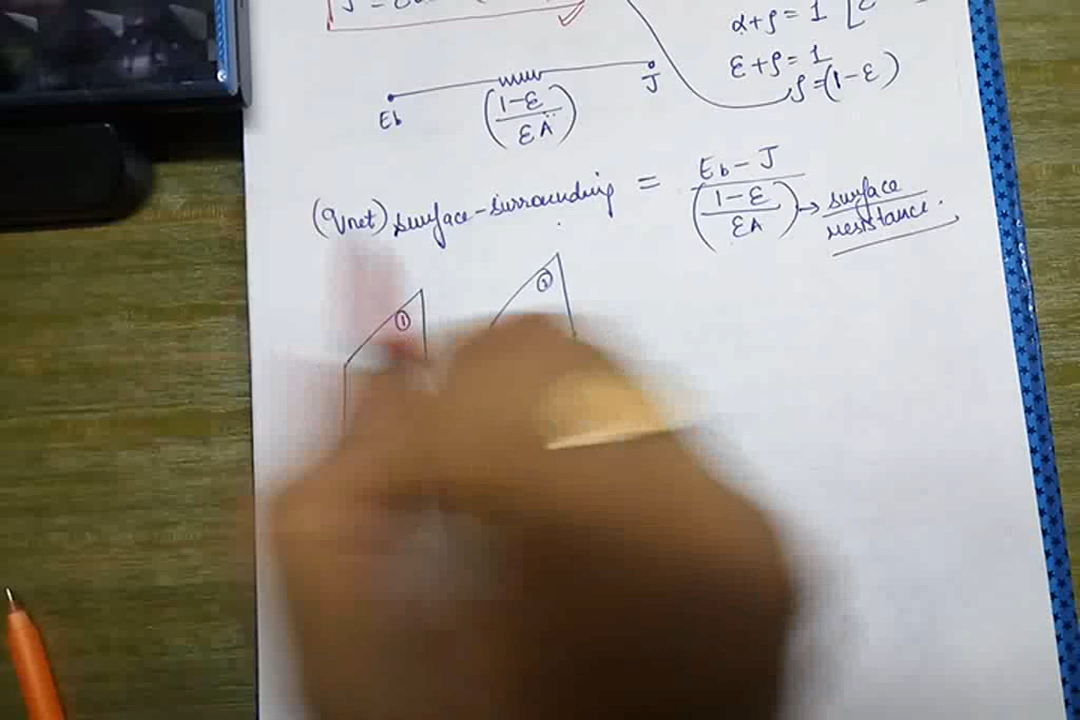 α+ρ = 1
ε+ρ = 1
ρ = (1-ε)
Eb
J
(1-ε / εA)
(qnet) surface-surrounding = Eb - J / (1-ε / εA) → surface resistance.
①
②